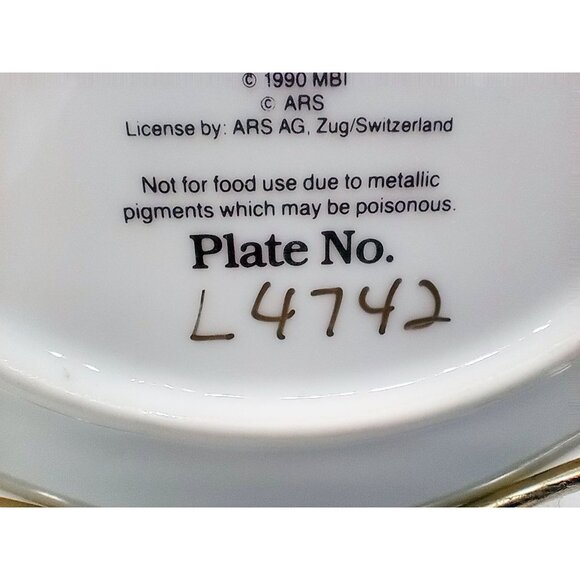 © 1990 MBI
© ARS
License by: ARS AG, Zug/Switzerland
Not for food use due to metallic
pigments which may be poisonous.
Plate No.
L4742